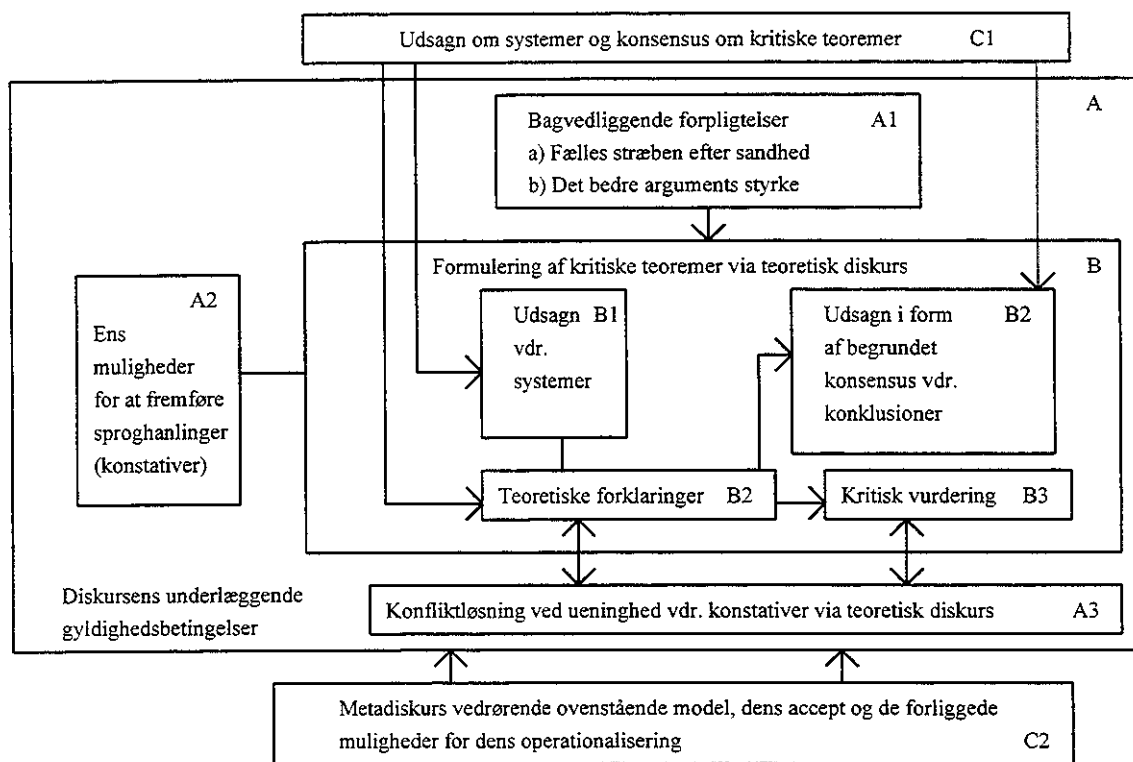 Udsagn om systemer og konsensus om kritiske teoremer C1
A
Bagvedliggende forpligtelser A1
a) Fælles stræben efter sandhed
b) Det bedre arguments styrke
Formulering af kritiske teoremer via teoretisk diskurs B
A2
Ens
muligheder
for at fremføre
sproghanlinger
(konstativer)
Udsagn B1
vdr.
systemer
Udsagn i form B2
af begrundet
konsensus vdr.
konklusioner
Teoretiske forklaringer B2
Kritisk vurdering B3
Diskursens underlæggende
gyldighedsbetingelser
Konfliktløsning ved ueninghed vdr. konstativer via teoretisk diskurs A3
Metadiskurs vedrørende ovenstående model, dens accept og de forliggede
muligheder for dens operationalisering C2